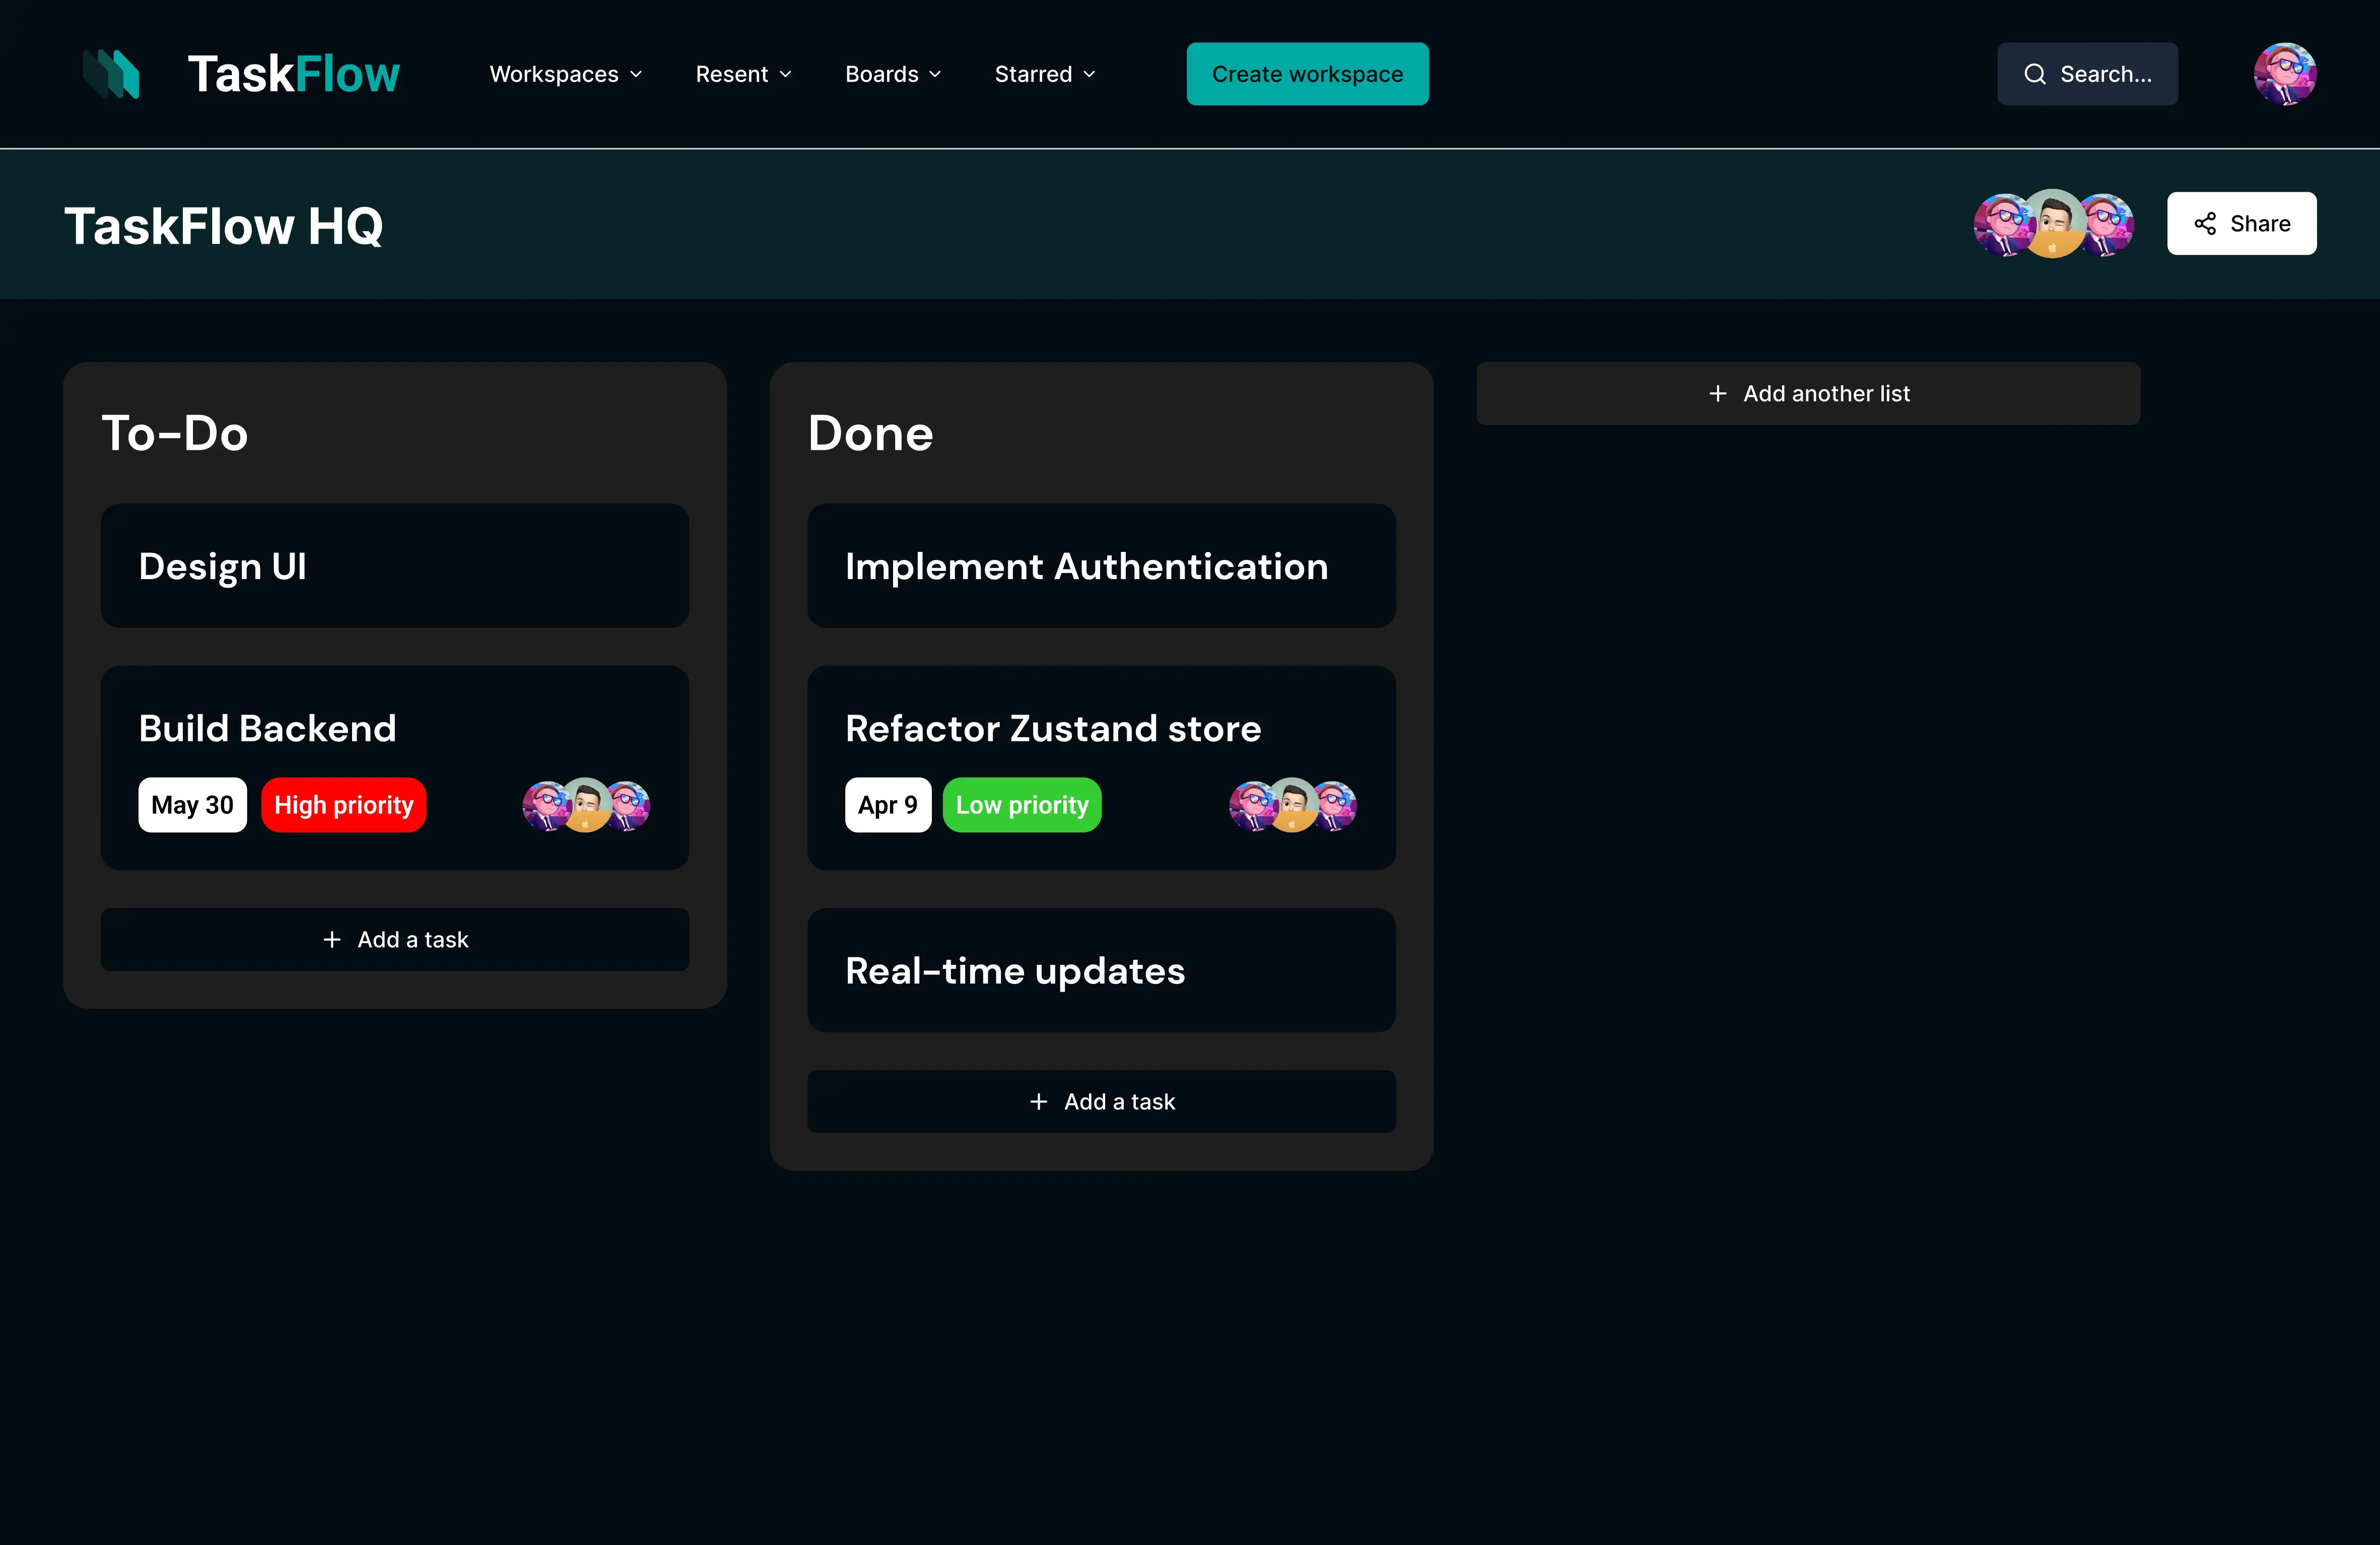 TaskFlow
Workspaces
Resent
Boards
Starred
Create workspace
Search...
TaskFlow HQ
Share
To-Do
Design UI
Build Backend
May 30
High priority
Add a task
Done
Implement Authentication
Refactor Zustand store
Apr 9
Low priority
Real-time updates
Add a task
Add another list